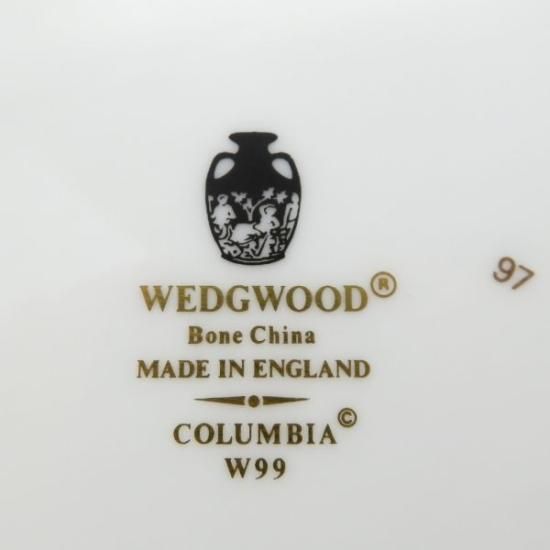 WEDGWOOD®
Bone China
MADE IN ENGLAND
COLUMBIA©
W99
97